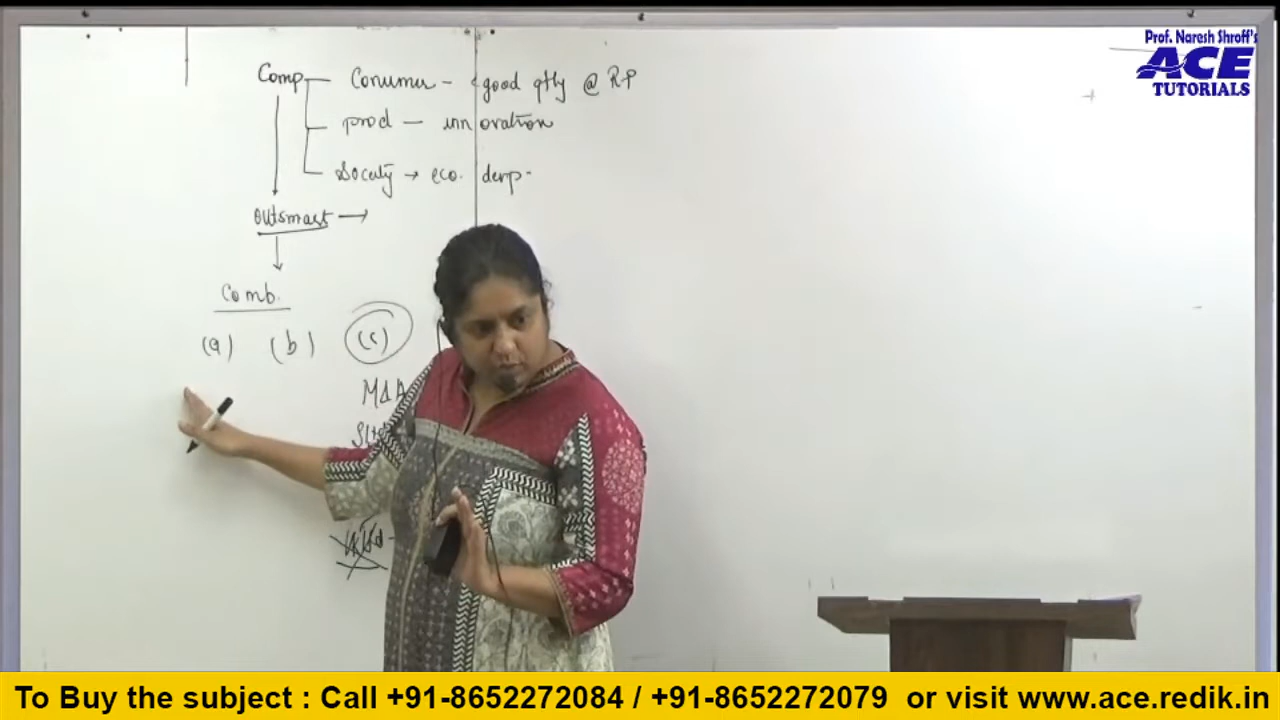 Prof. Naresh Shroff's
ACE
TUTORIALS
Comp — Consumer - good qlty @ R.P
prod — innovation
Society → eco. devp-
outsmart →
Comb.
(a) (b) (c)
M&A
To Buy the subject : Call +91-8652272084 / +91-8652272079 or visit www.ace.redik.in